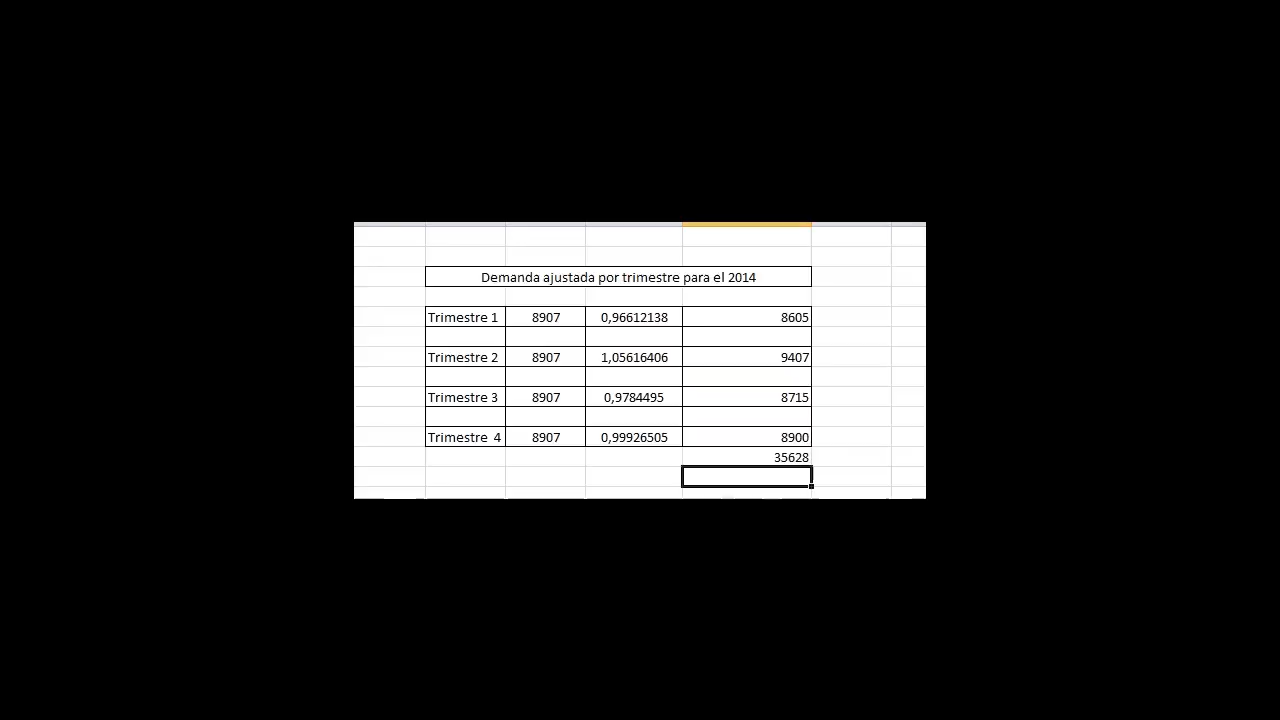 Demanda ajustada por trimestre para el 2014
Trimestre 1 8907 0,96612138 8605
Trimestre 2 8907 1,05616406 9407
Trimestre 3 8907 0,9784495 8715
Trimestre 4 8907 0,99926505 8900
35628